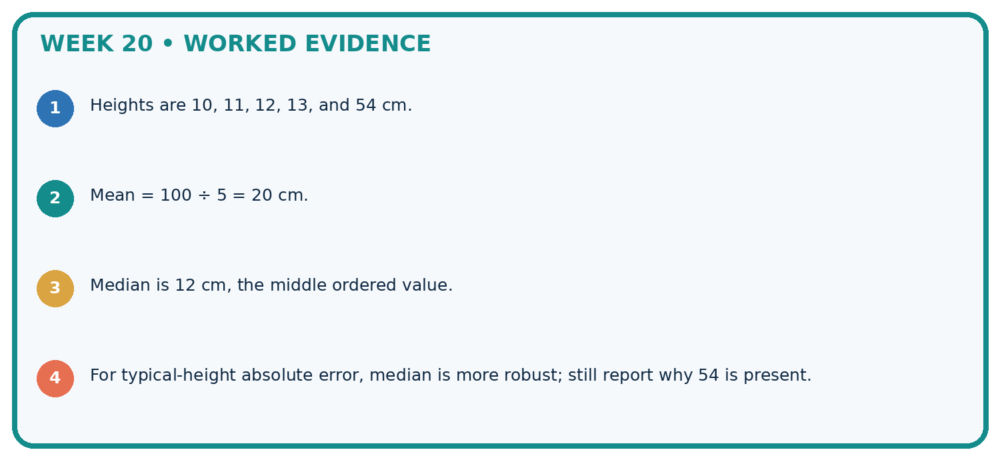 WEEK 20 • WORKED EVIDENCE
1 Heights are 10, 11, 12, 13, and 54 cm.
2 Mean = 100 ÷ 5 = 20 cm.
3 Median is 12 cm, the middle ordered value.
4 For typical-height absolute error, median is more robust; still report why 54 is present.